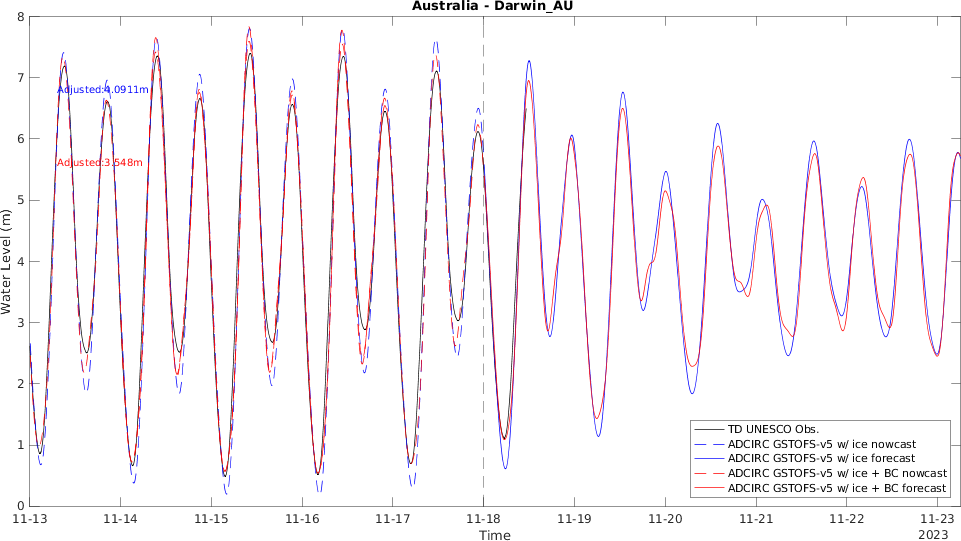 Australia - Darwin_AU
8
7
6
5
4
3
2
1
0
Water Level (m)
Adjusted:4.0911m
Adjusted:3.548m
TD UNESCO Obs.
ADCIRC GSTOFS-v5 w/ ice nowcast
ADCIRC GSTOFS-v5 w/ ice forecast
ADCIRC GSTOFS-v5 w/ ice + BC nowcast
ADCIRC GSTOFS-v5 w/ ice + BC forecast
11-13 11-14 11-15 11-16 11-17 11-18 11-19 11-20 11-21 11-22 11-23
Time
2023